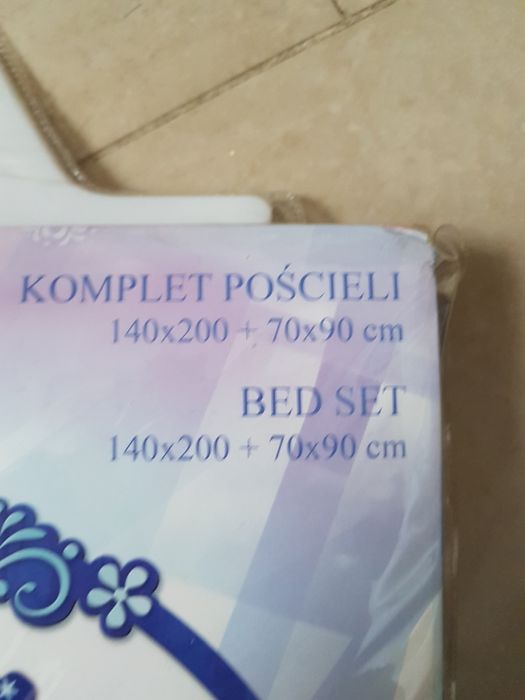 KOMPLET POŚCIELI
140x200 + 70x90 cm
BED SET
140x200 + 70x90 cm